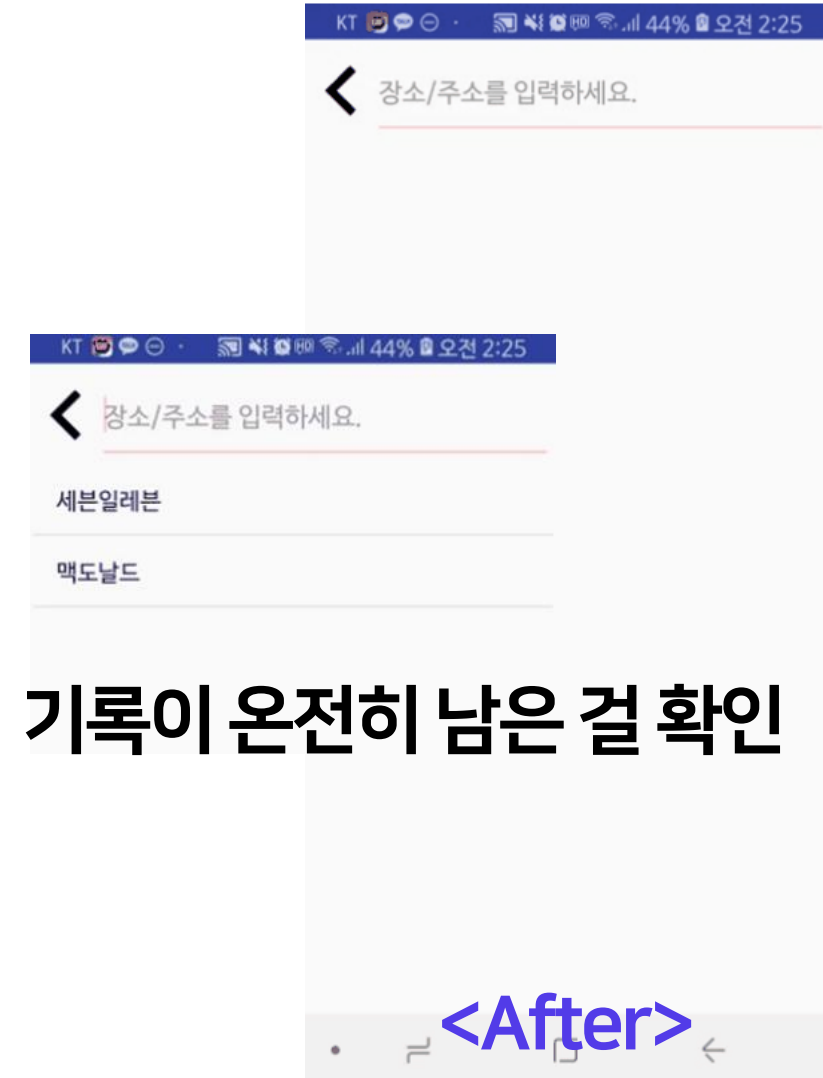 KT HD 44% 오전 2:25
장소/주소를 입력하세요.
KT HD 44% 오전 2:25
장소/주소를 입력하세요.
세븐일레븐
맥도날드
기록이 온전히 남은 걸 확인
<After>